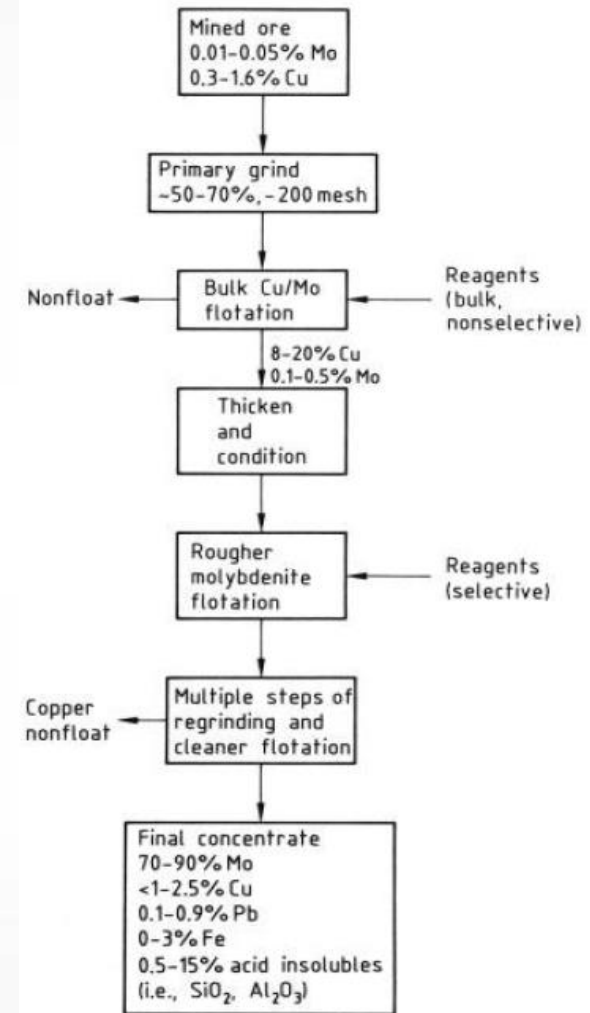 Mined ore
0.01-0.05% Mo
0.3-1.6% Cu
Primary grind
~50-70%,-200 mesh
Nonfloat
Bulk Cu/Mo
flotation
Reagents
(bulk,
nonselective)
8-20% Cu
0.1-0.5% Mo
Thicken
and
condition
Rougher
molybdenite
flotation
Reagents
(selective)
Copper
nonfloat
Multiple steps of
regrinding and
cleaner flotation
Final concentrate
70-90% Mo
<1-2.5% Cu
0.1-0.9% Pb
0-3% Fe
0.5-15% acid insolubles
(i.e., SiO₂, Al₂O₃)